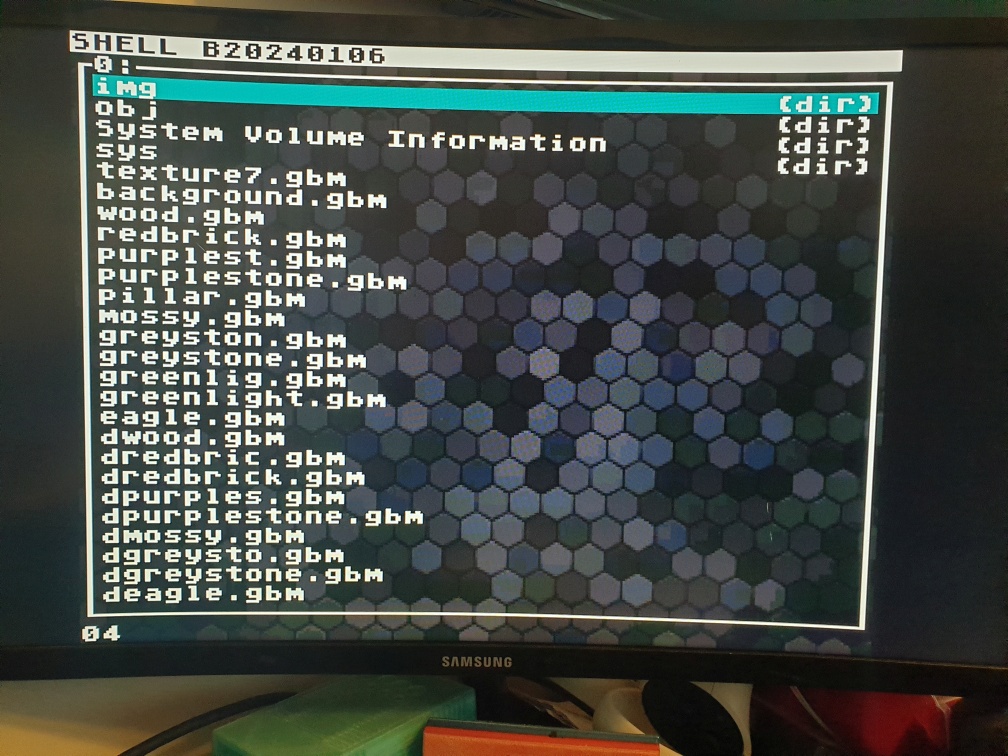 SHELL B20240106
0:
img (dir)
obj (dir)
System Volume Information (dir)
sys (dir)
texture7.gbm
background.gbm
wood.gbm
redbrick.gbm
purplest.gbm
purplestone.gbm
pillar.gbm
mossy.gbm
greyston.gbm
greystone.gbm
greenlig.gbm
greenlight.gbm
eagle.gbm
dwood.gbm
dredbric.gbm
dredbrick.gbm
dpurples.gbm
dpurplestone.gbm
dmossy.gbm
dgreysto.gbm
dgreystone.gbm
deagle.gbm
04
SAMSUNG